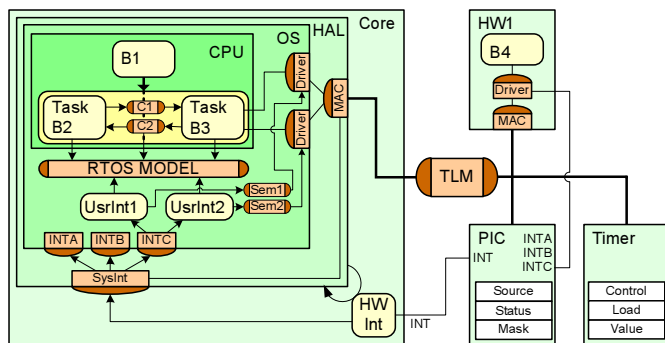 CPU
OS
HAL
Core
HW1
B1
B4
Driver
Driver
MAC
Driver
MAC
Task
B2
C1
C2
Task
B3
RTOS MODEL
TLM
UsrInt1
UsrInt2
Sem1
Sem2
INTA
INTB
INTC
SysInt
HW
Int
INT
PIC
INTA
INTB
INTC
INT
Source
Status
Mask
Timer
Control
Load
Value